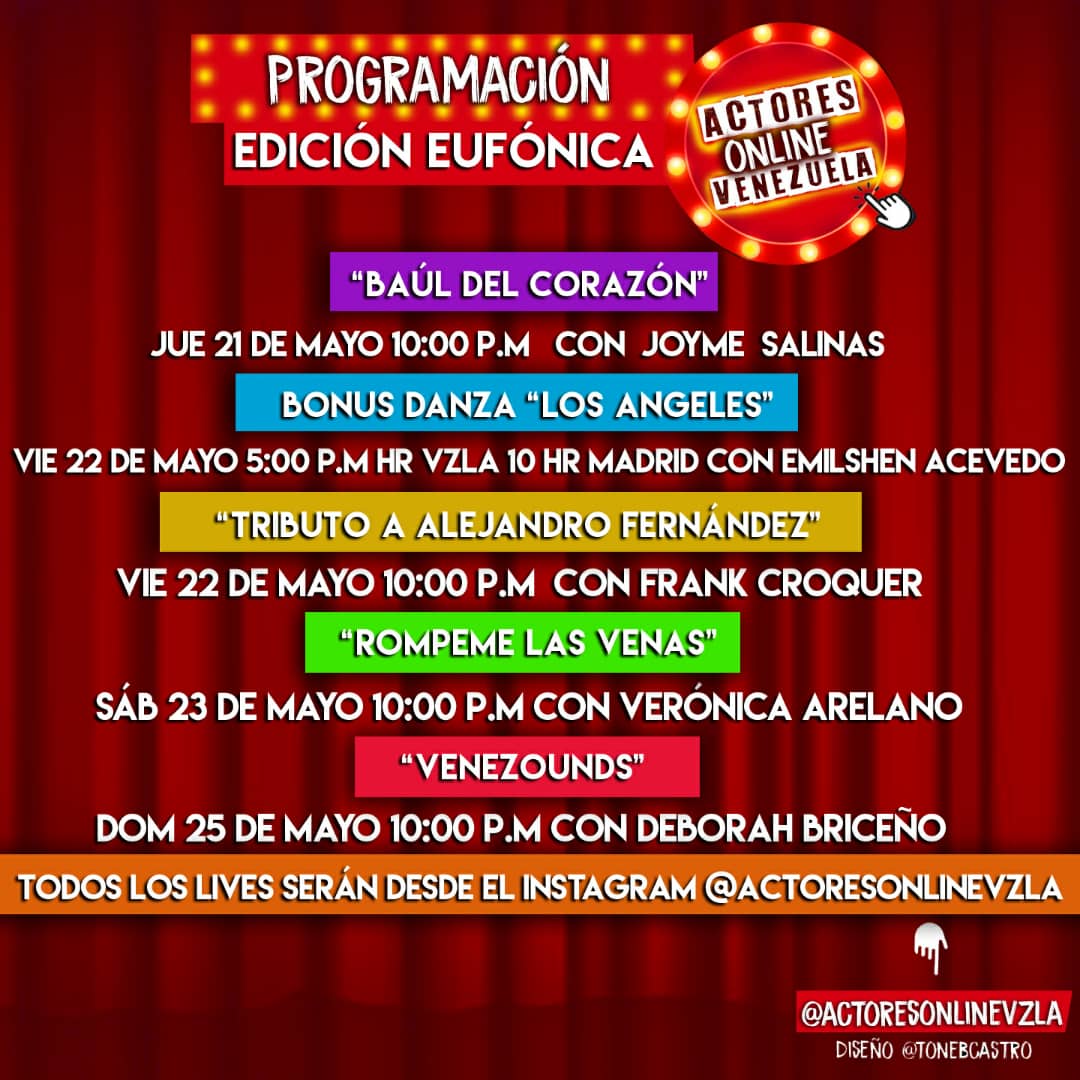 PROGRAMACIÓN
EDICIÓN EUFÓNICA
ACTORES
ONLINE
VENEZUELA
“BAÚL DEL CORAZÓN”
JUE 21 DE MAYO 10:00 P.M CON JOYME SALINAS
BONUS DANZA “LOS ANGELES”
VIE 22 DE MAYO 5:00 P.M HR VZLA 10 HR MADRID CON EMILSHEN ACEVEDO
“TRIBUTO A ALEJANDRO FERNÁNDEZ”
VIE 22 DE MAYO 10:00 P.M CON FRANK CROQUER
“ROMPEME LAS VENAS”
SÁB 23 DE MAYO 10:00 P.M CON VERÓNICA ARELANO
“VENEZOUNDS”
DOM 25 DE MAYO 10:00 P.M CON DEBORAH BRICEÑO
TODOS LOS LIVES SERÁN DESDE EL INSTAGRAM @ACTORESONLINEVZLA
@ACTORESONLINEVZLA
DISEÑO @TONEBCASTRO